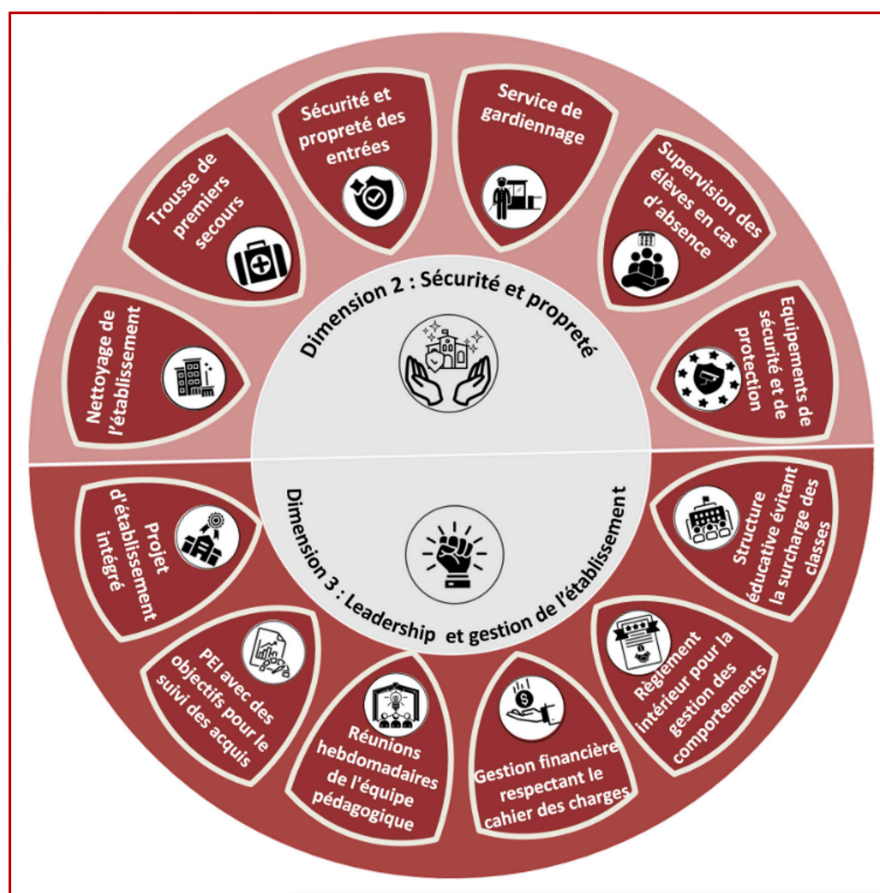 Dimension 2 : Sécurité et propreté
Nettoyage de
l'établissement
Trousse de
premiers
secours
Sécurité et
propreté des
entrées
Service de
gardiennage
Supervision des
élèves en cas
d'absence
Equipements de
sécurité et de
protection
Dimension 3 : Leadership et gestion de l'établissement
Projet
d'établissement
intégré
PEI avec des
objectifs pour le
suivi des acquis
Réunions
hebdomadaires
de l'équipe
pédagogique
Gestion financière
respectant le
cahier des charges
Règlement
intérieur pour la
gestion des
comportements
Structure
éducative évitant
la surcharge des
classes